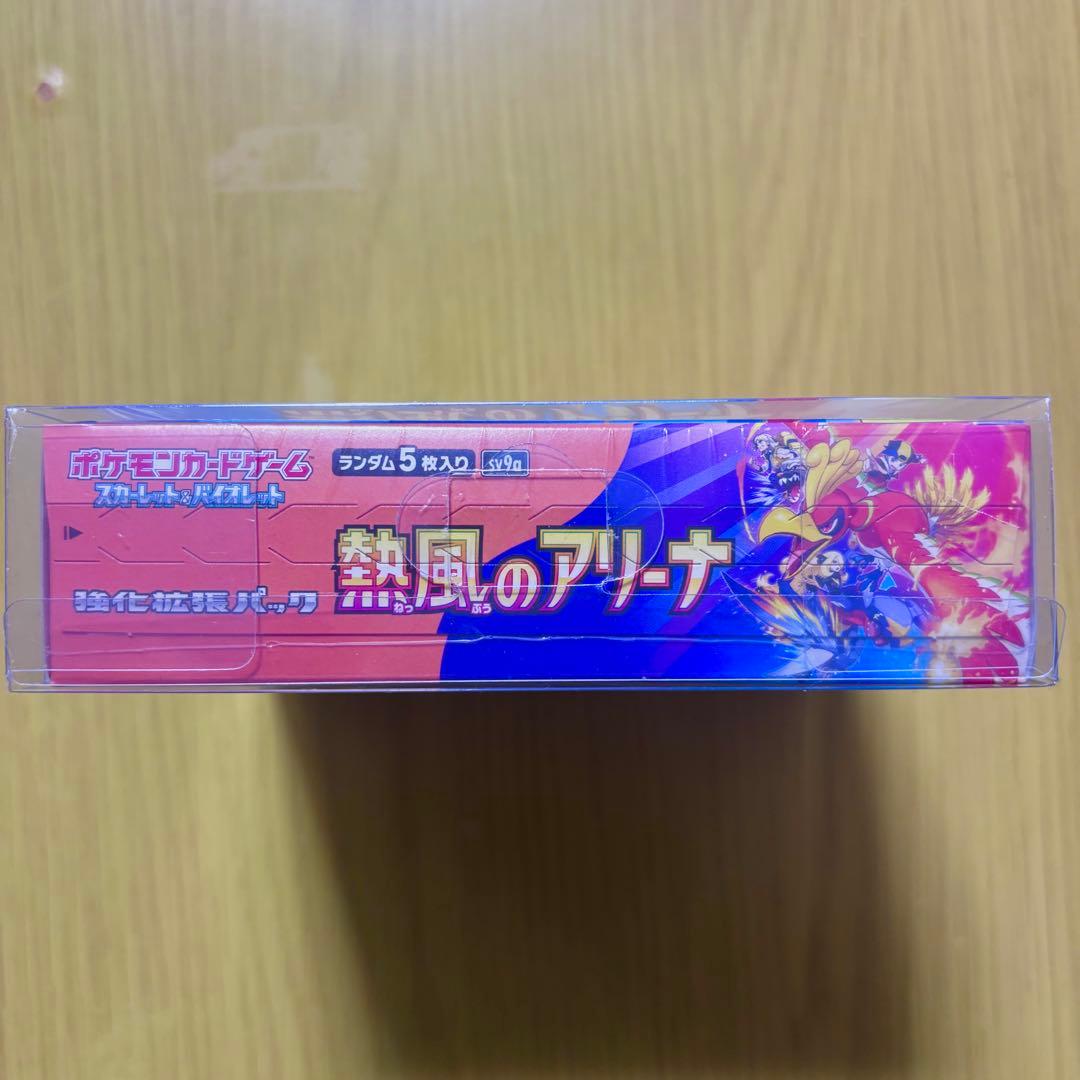 ポケモンカードゲーム™
スカーレット&バイオレット
ランダム5枚入り
sv9a
強化拡張パック
熱風のアリーナ
ねっ ぷう